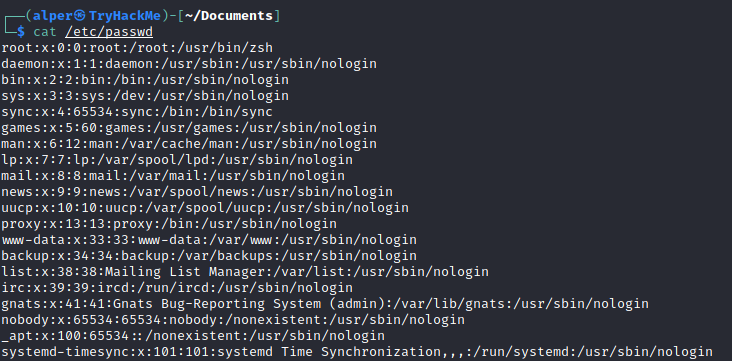 ┌──(alper㉿TryHackMe)-[~/Documents]
└─$ cat /etc/passwd
root:x:0:0:root:/root:/usr/bin/zsh
daemon:x:1:1:daemon:/usr/sbin:/usr/sbin/nologin
bin:x:2:2:bin:/bin:/usr/sbin/nologin
sys:x:3:3:sys:/dev:/usr/sbin/nologin
sync:x:4:65534:sync:/bin:/bin/sync
games:x:5:60:games:/usr/games:/usr/sbin/nologin
man:x:6:12:man:/var/cache/man:/usr/sbin/nologin
lp:x:7:7:lp:/var/spool/lpd:/usr/sbin/nologin
mail:x:8:8:mail:/var/mail:/usr/sbin/nologin
news:x:9:9:news:/var/spool/news:/usr/sbin/nologin
uucp:x:10:10:uucp:/var/spool/uucp:/usr/sbin/nologin
proxy:x:13:13:proxy:/bin:/usr/sbin/nologin
www-data:x:33:33:www-data:/var/www:/usr/sbin/nologin
backup:x:34:34:backup:/var/backups:/usr/sbin/nologin
list:x:38:38:Mailing List Manager:/var/list:/usr/sbin/nologin
irc:x:39:39:ircd:/run/ircd:/usr/sbin/nologin
gnats:x:41:41:Gnats Bug-Reporting System (admin):/var/lib/gnats:/usr/sbin/nologin
nobody:x:65534:65534:nobody:/nonexistent:/usr/sbin/nologin
_apt:x:100:65534::/nonexistent:/usr/sbin/nologin
systemd-timesync:x:101:101:systemd Time Synchronization,,,:/run/systemd:/usr/sbin/nologin